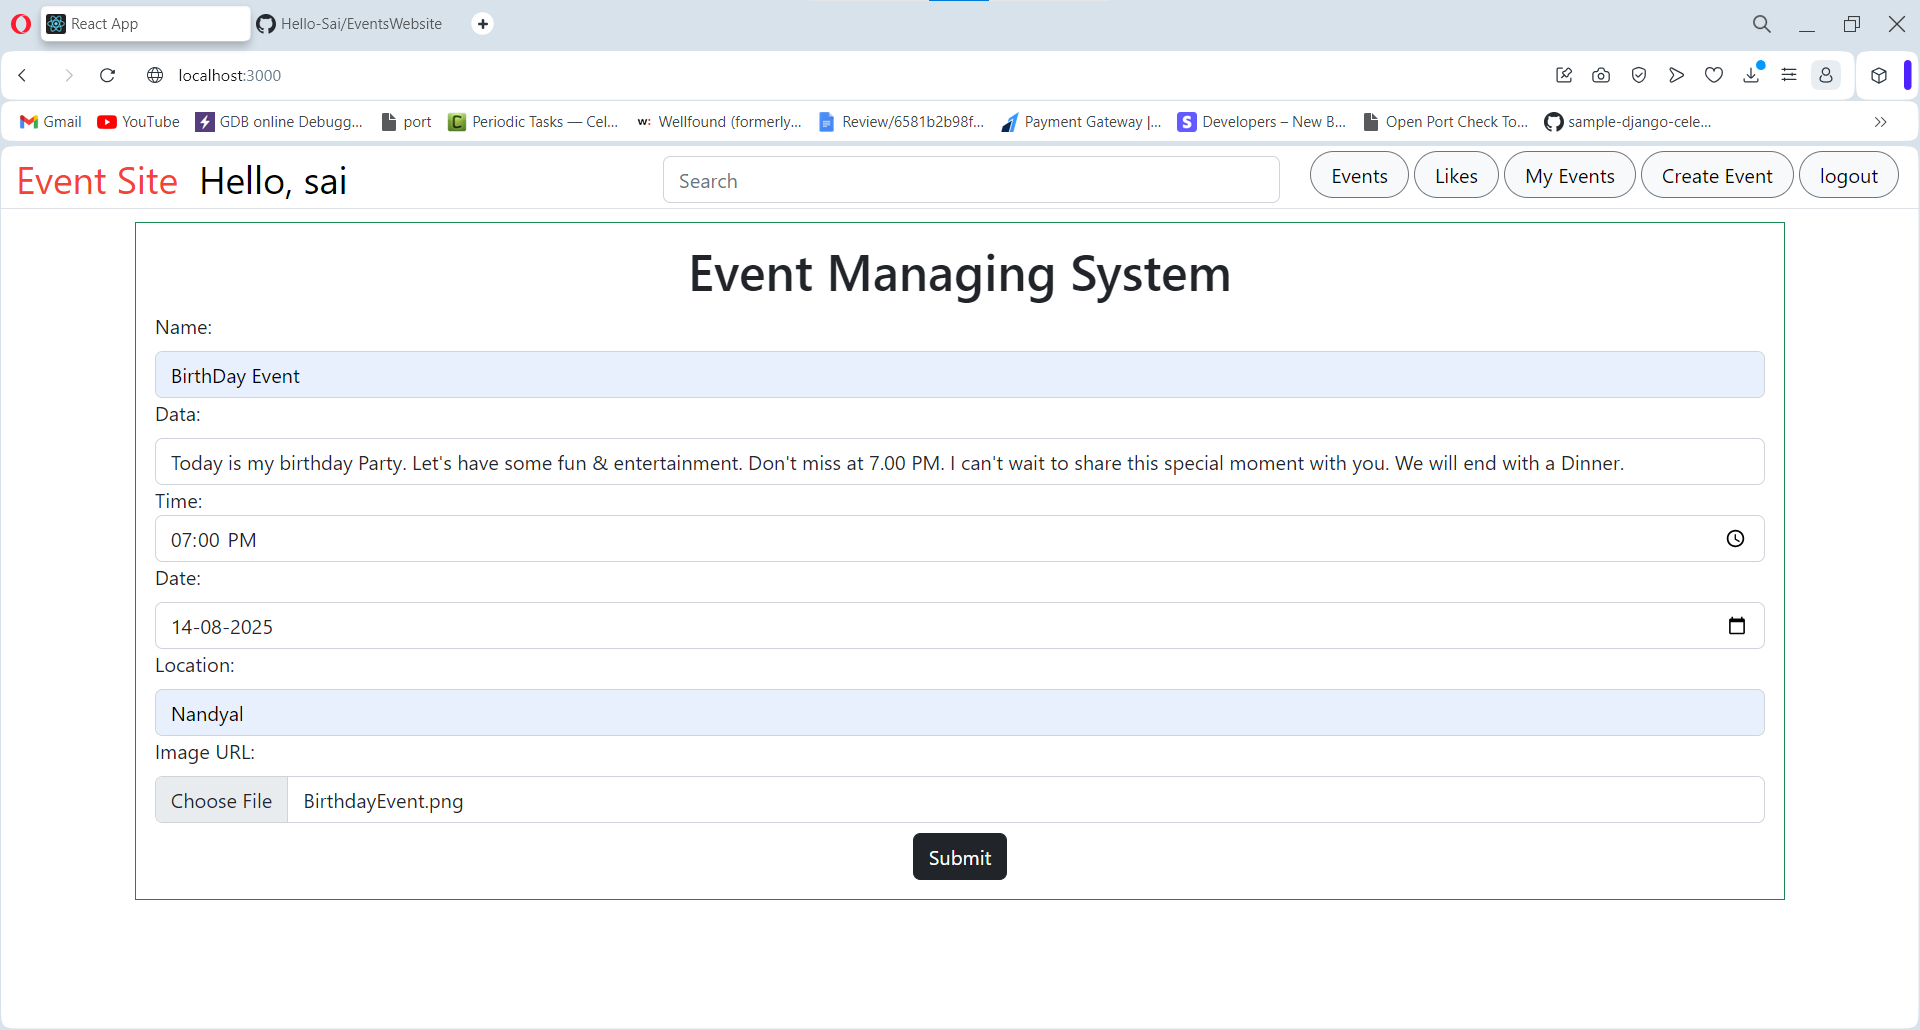 React App
Hello-Sai/EventsWebsite
localhost:3000
Gmail
YouTube
GDB online Debugg...
port
C
Periodic Tasks — Cel...
w:
Wellfound (formerly,...
Review/6581b2b98f...
Payment Gateway |...
S
Developers – New B...
Open Port Check To...
sample-django-cele...
Event Site
Hello, sai
Search
Events
Likes
My Events
Create Event
logout
Event Managing System
Name:
BirthDay Event
Data:
Today is my birthday Party. Let's have some fun & entertainment. Don't miss at 7.00 PM. I can't wait to share this special moment with you. We will end with a Dinner.
Time:
07:00 PM
Date:
14-08-2025
Location:
Nandyal
Image URL:
Choose File
BirthdayEvent.png
Submit